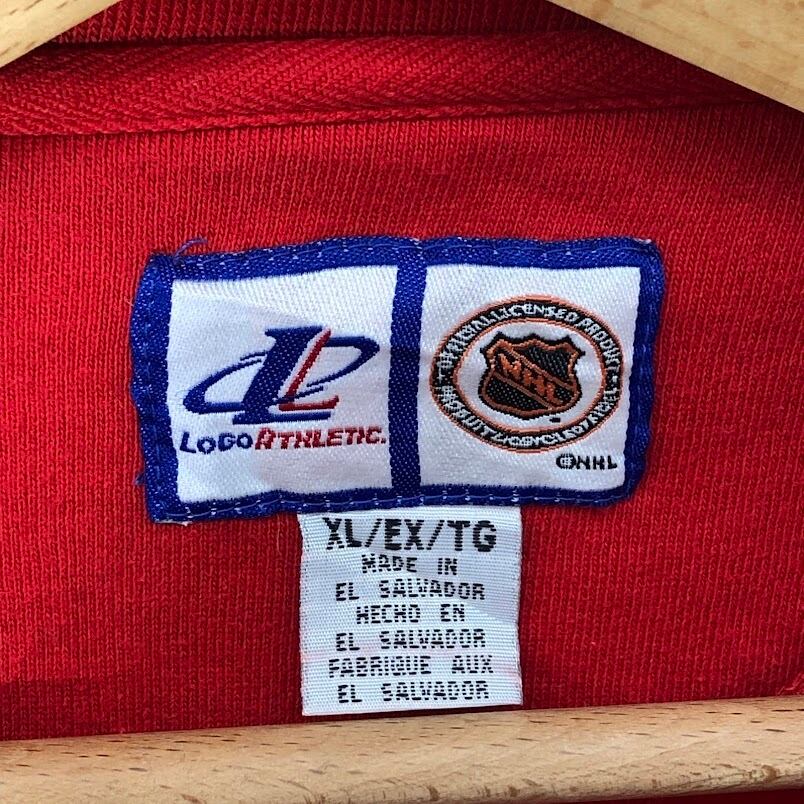 LOGO ATHLETIC.
OFFICIAL LICENSED PRODUCT
NHL
©NHL
XL/EX/TG
MADE IN
EL SALVADOR
HECHO EN
EL SALVADOR
FABRIQUE AUX
EL SALVADOR